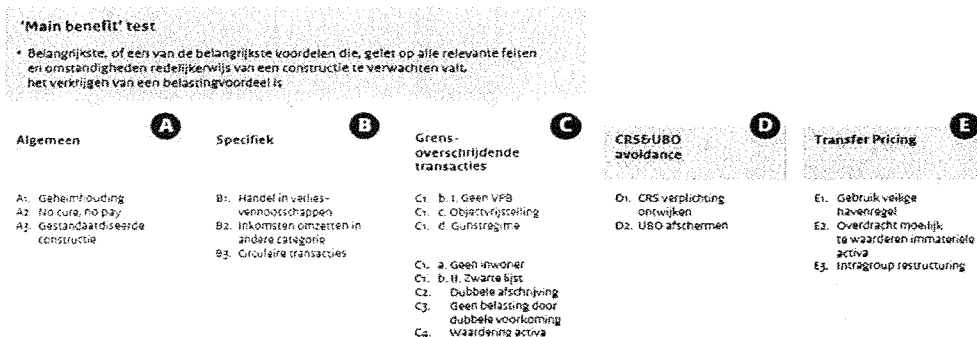 'Main benefit' test
• Belangrijkste, of een van de belangrijkste voordelen die, gelet op alle relevante feiten
en omstandigheden redelijkerwijs van een constructie te verwachten valt,
het verkrijgen van een belastingvoordeel is
A
Algemeen
A1. Geheimhouding
A2. No cure, no pay
A3. Gestandaardiseerde
constructie
B
Specifiek
B1. Handel in verlies-
vennootschappen
B2. Inkomsten omzetten in
andere categorie
B3. Circulaire transacties
C
Grens-
overschrijdende
transacties
C1. b. I. Geen VPB
C1. c. Objectvrijstelling
C1. d. Gunstregime
C1. a. Geen inwoner
C1. b. II. Zwarte lijst
C2. Dubbele afschrijving
C3. Geen belasting door
dubbele voorkoming
C4. Waardering activa
D
CRS&UBO
avoidance
D1. CRS verplichting
ontwijken
D2. UBO afschermen
E
Transfer Pricing
E1. Gebruik veilige
havenregel
E2. Overdracht moeilijk
te waarderen immateriële
activa
E3. Intragroup restructuring